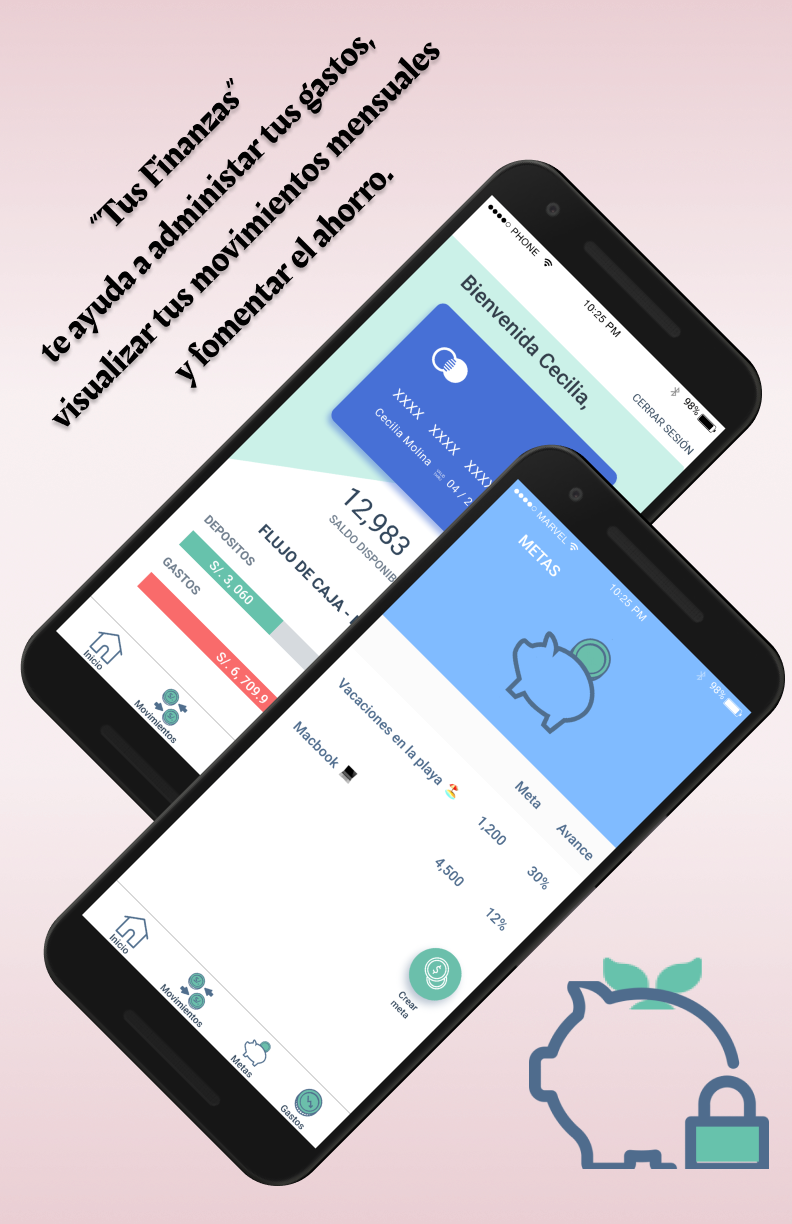 "Tus Finanzas"
te ayuda a administar tus gastos,
visualizar tus movimientos mensuales
y fomentar el ahorro.
PHONE
10:25 PM
98%
CERRAR SESIÓN
Bienvenida Cecilia,
XXXX XXXX XXXX
Cecilia Molina
04 / 2
12,983
SALDO DISPONIB
FLUJO DE CAJA -
DEPOSITOS
S/. 3, 060
GASTOS
S/. 6, 709.9
Inicio
Movimientos
MARVEL
10:25 PM
98%
METAS
Meta Avance
Vacaciones en la playa 🏖️ 1,200 30%
Macbook 💻 4,500 12%
Crear
meta
Inicio
Movimientos
Metas
Gastos